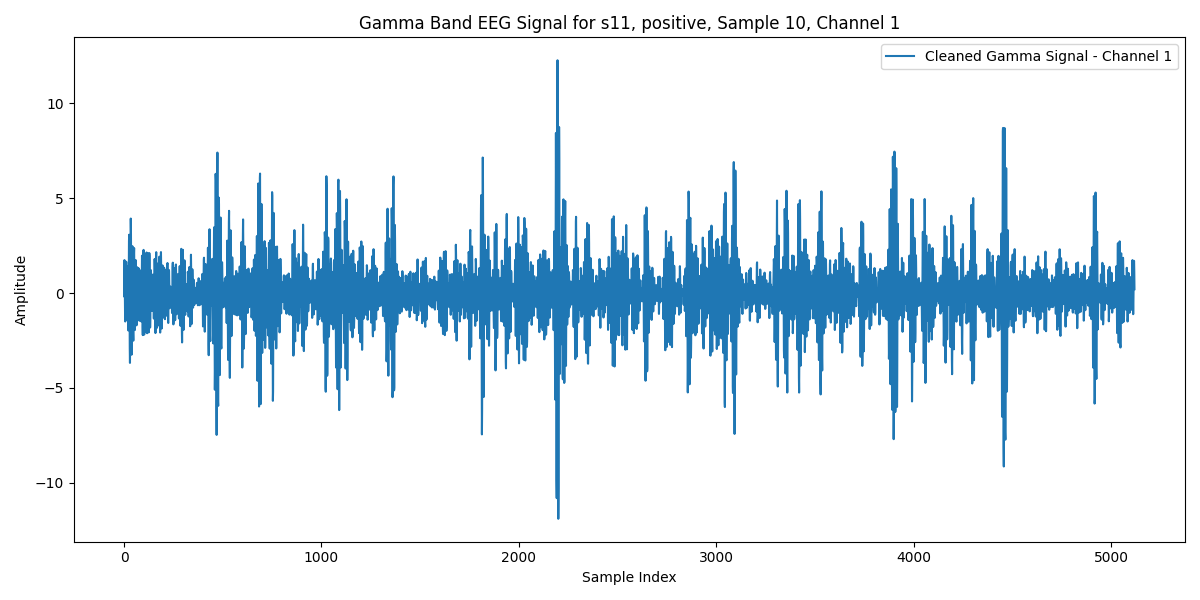 Gamma Band EEG Signal for s11, positive, Sample 10, Channel 1
Cleaned Gamma Signal - Channel 1
10
5
0
−5
−10
Amplitude
0 1000 2000 3000 4000 5000
Sample Index